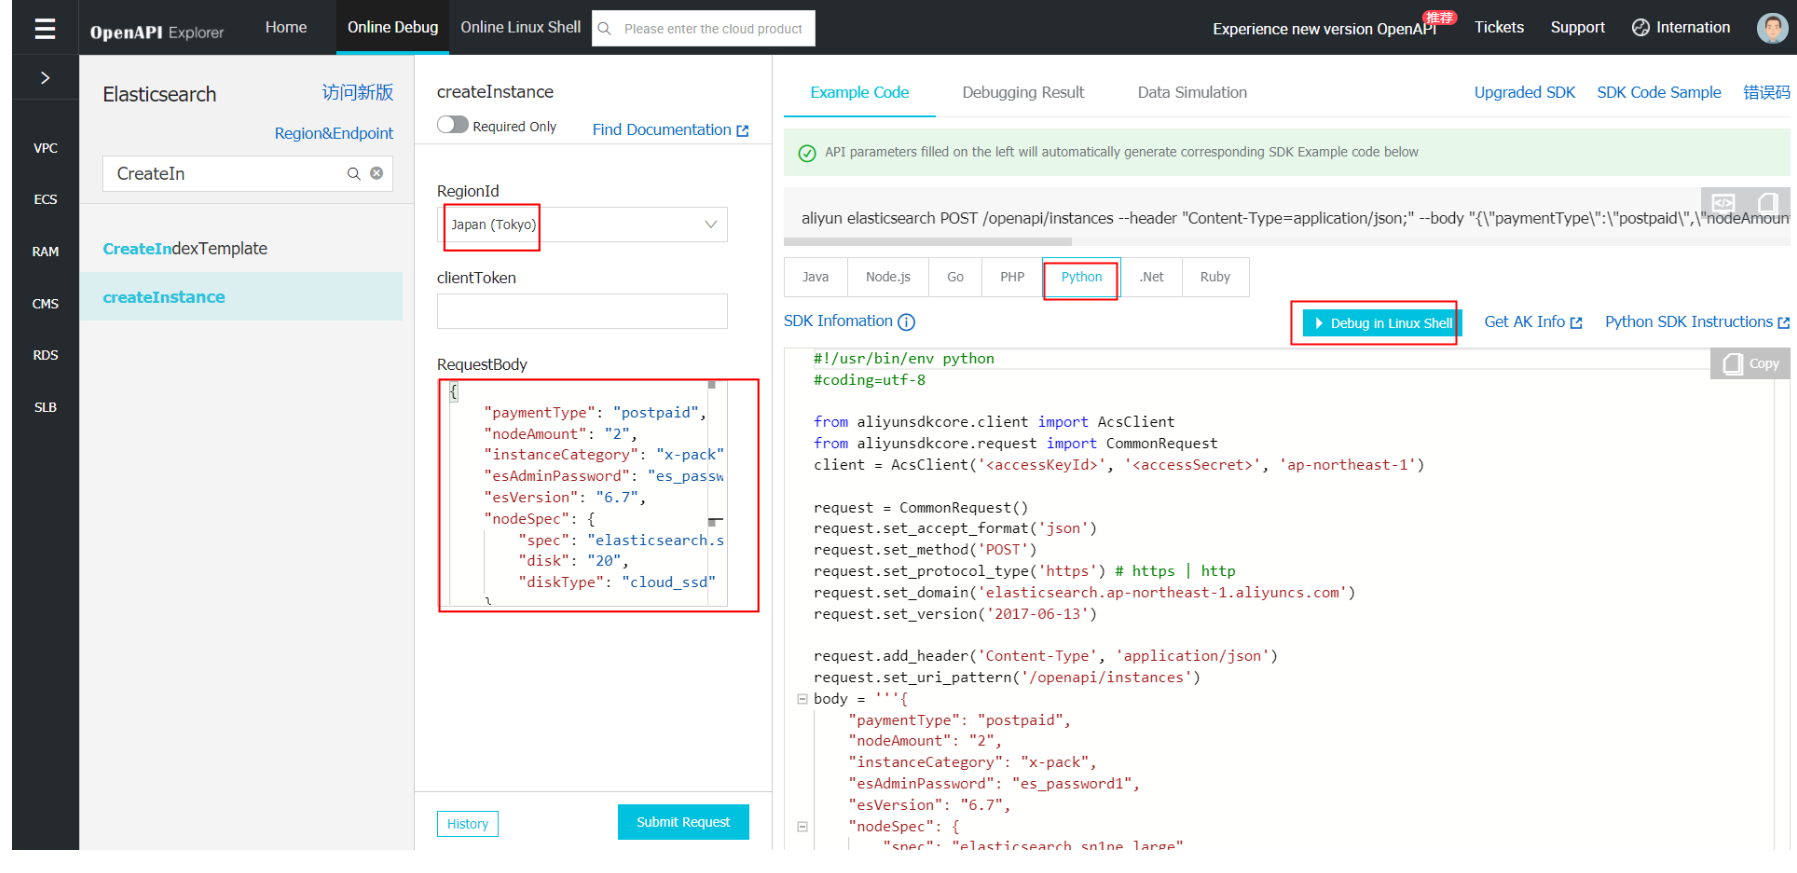 OpenAPI Explorer
Home
Online Debug
Online Linux Shell
Please enter the cloud product
Experience new version OpenAPI
推荐
Tickets
Support
Internation
VPC
ECS
RAM
CMS
RDS
SLB
Elasticsearch
访问新版
Region&Endpoint
CreateIn
CreateIndexTemplate
createInstance
createInstance
Required Only
Find Documentation
RegionId
Japan (Tokyo)
clientToken
RequestBody
{
"paymentType": "postpaid",
"nodeAmount": "2",
"instanceCategory": "x-pack"
"esAdminPassword": "es_passw
"esVersion": "6.7",
"nodeSpec": {
"spec": "elasticsearch.s
"disk": "20",
"diskType": "cloud_ssd"
}
History
Submit Request
Example Code
Debugging Result
Data Simulation
Upgraded SDK
SDK Code Sample
错误码
API parameters filled on the left will automatically generate corresponding SDK Example code below
aliyun elasticsearch POST /openapi/instances --header "Content-Type=application/json;" --body "{\"paymentType\":\"postpaid\",\"nodeAmoun
Java
Node.js
Go
PHP
Python
.Net
Ruby
SDK Infomation
Debug in Linux Shell
Get AK Info
Python SDK Instructions
Copy
#!/usr/bin/env python
#coding=utf-8
from aliyunsdkcore.client import AcsClient
from aliyunsdkcore.request import CommonRequest
client = AcsClient('<accessKeyId>', '<accessSecret>', 'ap-northeast-1')
request = CommonRequest()
request.set_accept_format('json')
request.set_method('POST')
request.set_protocol_type('https') # https | http
request.set_domain('elasticsearch.ap-northeast-1.aliyuncs.com')
request.set_version('2017-06-13')
request.add_header('Content-Type', 'application/json')
request.set_uri_pattern('/openapi/instances')
body = '''{
"paymentType": "postpaid",
"nodeAmount": "2",
"instanceCategory": "x-pack",
"esAdminPassword": "es_password1",
"esVersion": "6.7",
"nodeSpec": {
"spec": "elasticsearch.sn1ne.large"